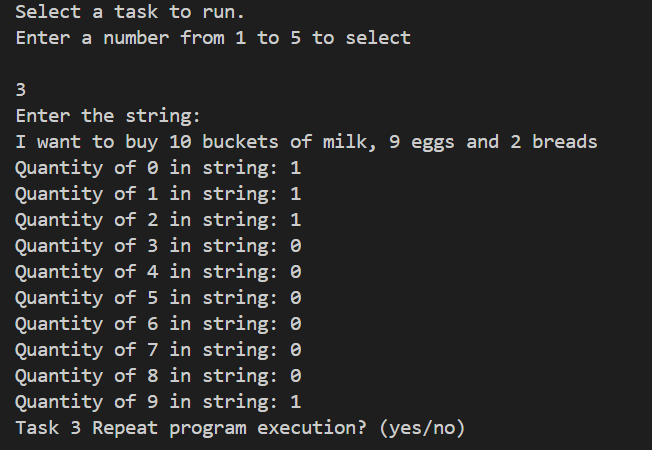 Select a task to run.
Enter a number from 1 to 5 to select
3
Enter the string:
I want to buy 10 buckets of milk, 9 eggs and 2 breads
Quantity of 0 in string: 1
Quantity of 1 in string: 1
Quantity of 2 in string: 1
Quantity of 3 in string: 0
Quantity of 4 in string: 0
Quantity of 5 in string: 0
Quantity of 6 in string: 0
Quantity of 7 in string: 0
Quantity of 8 in string: 0
Quantity of 9 in string: 1
Task 3 Repeat program execution? (yes/no)